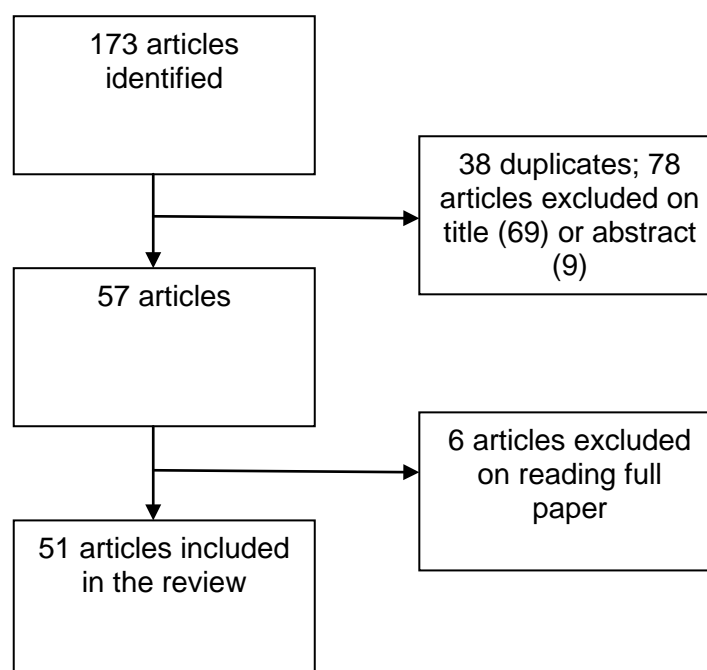 173 articles
identified
38 duplicates; 78
articles excluded on
title (69) or abstract
(9)
57 articles
6 articles excluded
on reading full
paper
51 articles included
in the review